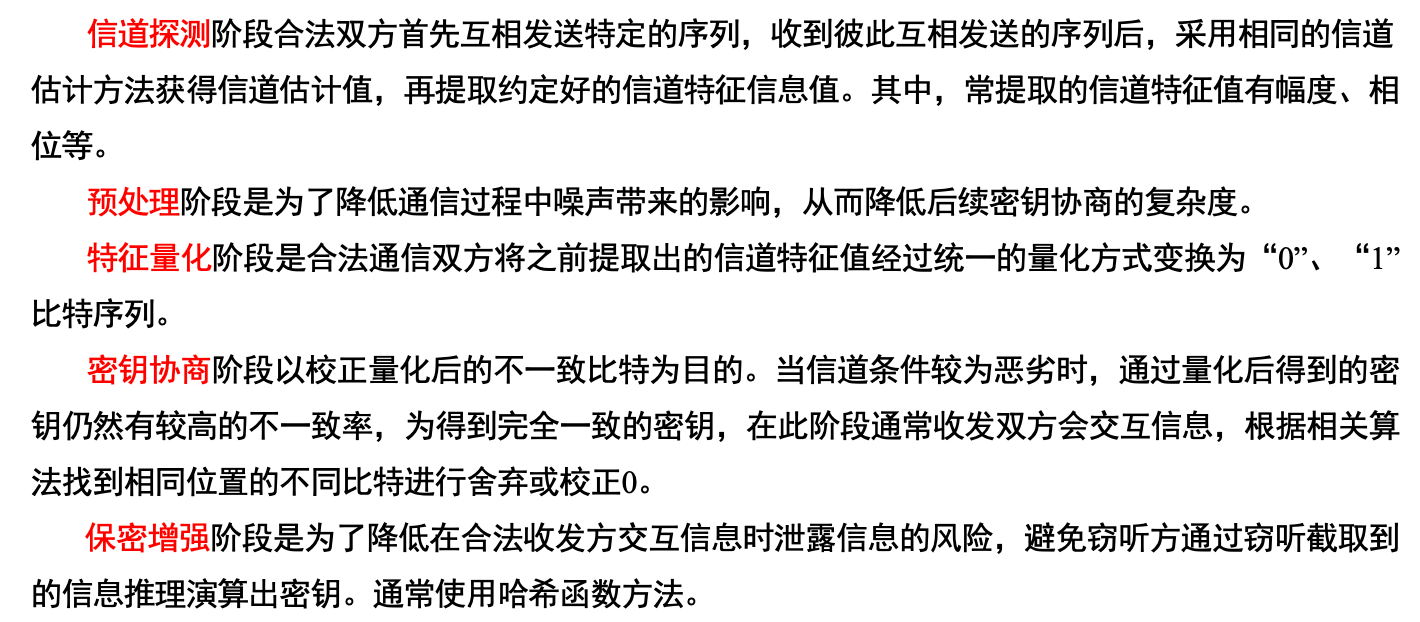 信道探测阶段合法双方首先互相发送特定的序列，收到彼此互相发送的序列后，采用相同的信道
估计方法获得信道估计值，再提取约定好的信道特征信息值。其中，常提取的信道特征值有幅度、相
位等。
预处理阶段是为了降低通信过程中噪声带来的影响，从而降低后续密钥协商的复杂度。
特征量化阶段是合法通信双方将之前提取出的信道特征值经过统一的量化方式变换为“0”、“1”
比特序列。
密钥协商阶段以校正量化后的不一致比特为目的。当信道条件较为恶劣时，通过量化后得到的密
钥仍然有较高的不一致率，为得到完全一致的密钥，在此阶段通常收发双方会交互信息，根据相关算
法找到相同位置的不同比特进行舍弃或校正0。
保密增强阶段是为了降低在合法收发方交互信息时泄露信息的风险，避免窃听方通过窃听截取到
的信息推理演算出密钥。通常使用哈希函数方法。